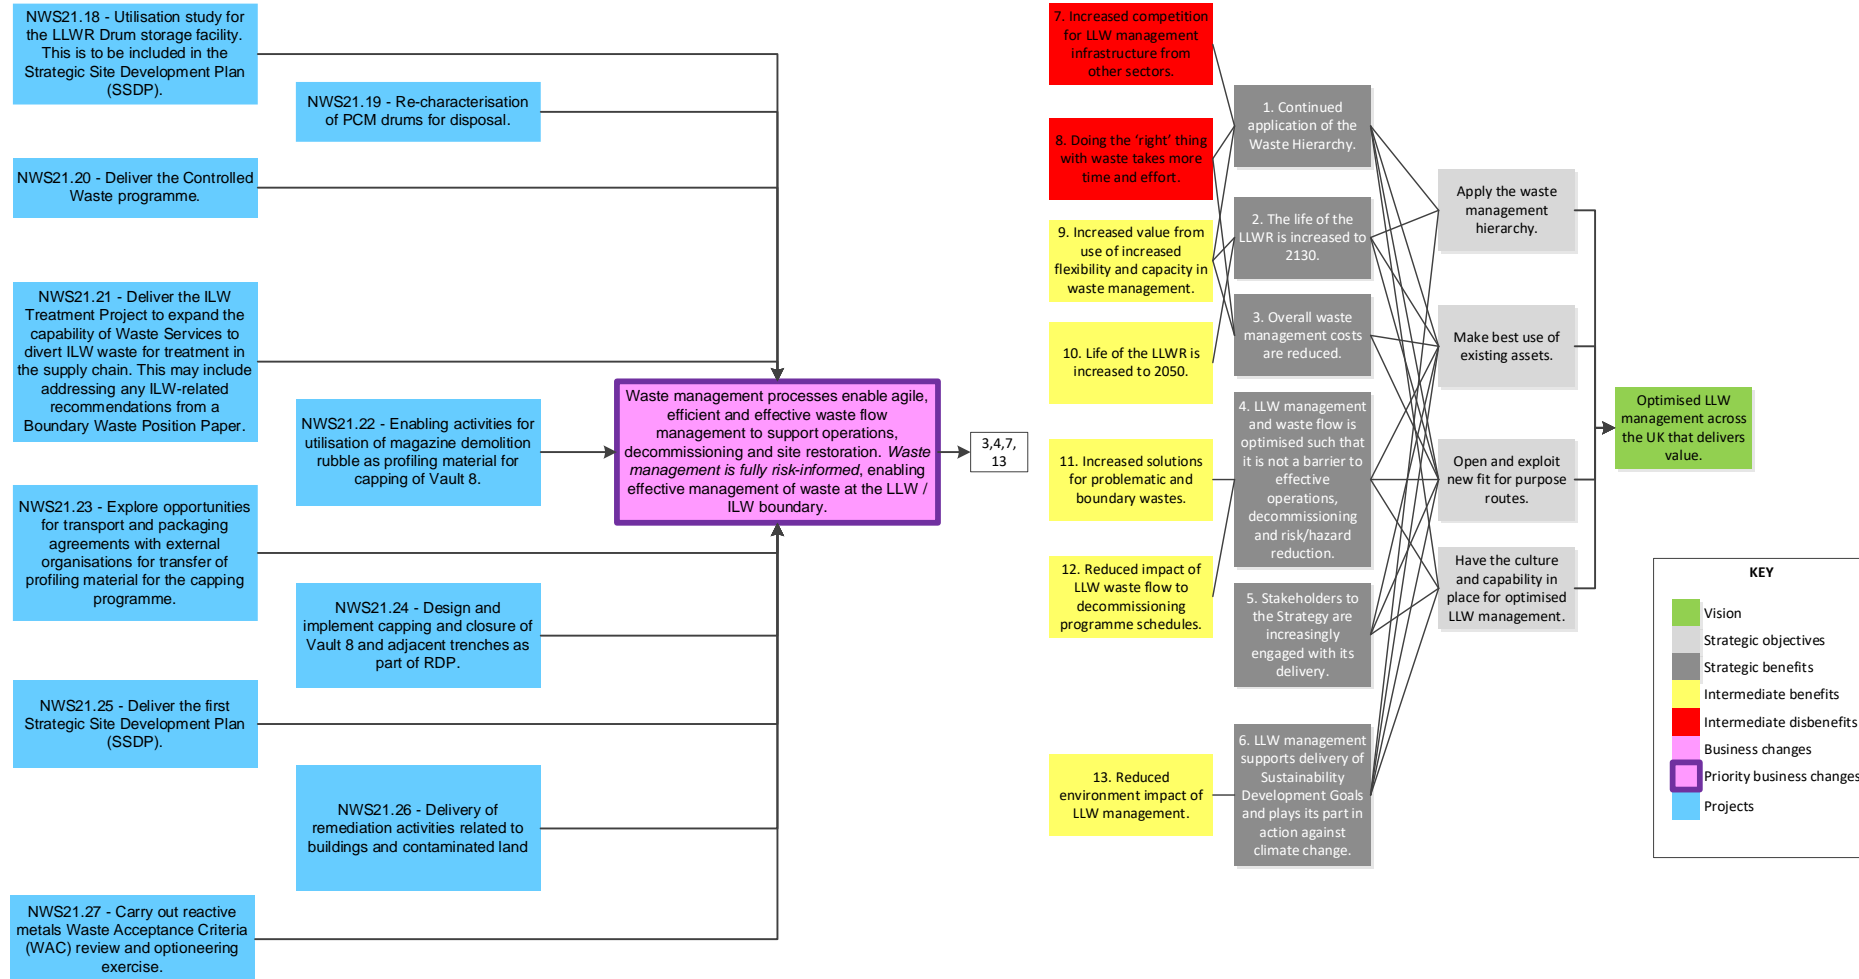 NWS21.18 - Utilisation study for
the LLWR Drum storage facility.
This is to be included in the
Strategic Site Development Plan
(SSDP).
NWS21.19 - Re-characterisation
of PCM drums for disposal.
NWS21.20 - Deliver the Controlled
Waste programme.
NWS21.21 - Deliver the ILW
Treatment Project to expand the
capability of Waste Services to
divert ILW waste for treatment in
the supply chain. This may include
addressing any ILW-related
recommendations from a
Boundary Waste Position Paper.
NWS21.22 - Enabling activities for
utilisation of magazine demolition
rubble as profiling material for
capping of Vault 8.
NWS21.23 - Explore opportunities
for transport and packaging
agreements with external
organisations for transfer of
profiling material for the capping
programme.
NWS21.24 - Design and
implement capping and closure of
Vault 8 and adjacent trenches as
part of RDP.
NWS21.25 - Deliver the first
Strategic Site Development Plan
(SSDP).
NWS21.26 - Delivery of
remediation activities related to
buildings and contaminated land
NWS21.27 - Carry out reactive
metals Waste Acceptance Criteria
(WAC) review and optioneering
exercise.
Waste management processes enable agile,
efficient and effective waste flow
management to support operations,
decommissioning and site restoration. Waste
management is fully risk-informed, enabling
effective management of waste at the LLW /
ILW boundary.
3,4,7,
13
7. Increased competition
for LLW management
infrastructure from
other sectors.
8. Doing the ‘right’ thing
with waste takes more
time and effort.
9. Increased value from
use of increased
flexibility and capacity in
waste management.
10. Life of the LLWR is
increased to 2050.
11. Increased solutions
for problematic and
boundary wastes.
12. Reduced impact of
LLW waste flow to
decommissioning
programme schedules.
13. Reduced
environment impact of
LLW management.
1. Continued
application of the
Waste Hierarchy.
2. The life of the
LLWR is increased to
2130.
3. Overall waste
management costs
are reduced.
4. LLW management
and waste flow is
optimised such that
it is not a barrier to
effective
operations,
decommissioning
and risk/hazard
reduction.
5. Stakeholders to
the Strategy are
increasingly
engaged with its
delivery.
6. LLW management
supports delivery of
Sustainability
Development Goals
and plays its part in
action against
climate change.
Apply the waste
management
hierarchy.
Make best use of
existing assets.
Open and exploit
new fit for purpose
routes.
Have the culture
and capability in
place for optimised
LLW management.
Optimised LLW
management across
the UK that delivers
value.
KEY
Vision
Strategic objectives
Strategic benefits
Intermediate benefits
Intermediate disbenefits
Business changes
Priority business changes
Projects